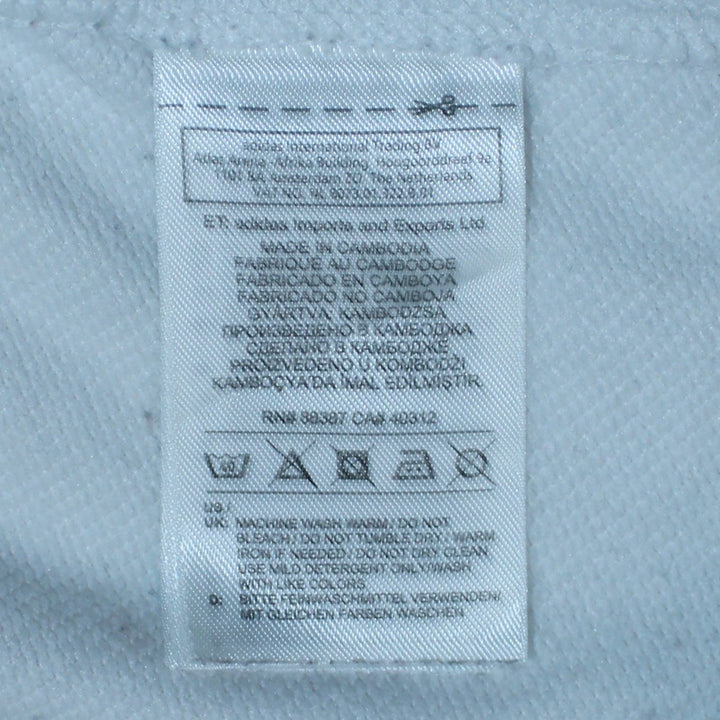 adidas International Trading BV
Atlas Arena - Afrika Building, Hoogoorddreef 9a
1101 BA Amsterdam ZO The Netherlands
VAT NO. NL 8073.01.322.B.01
ET: adidas Imports and Exports Ltd
MADE IN CAMBODIA
FABRIQUE AU CAMBODGE
FABRICADO EN CAMBOYA
FABRICADO NO CAMBOJA
GYÁRTVA: KAMBODZSA
ПРОИЗВЕДЕНО В КАМБОДЖА
СДЕЛАНО В КАМБОДЖЕ
PROIZVEDENO U KOMBODŽI
KAMBOÇYA'DA İMAL EDİLMİŞTİR
RN# 88387 CA# 40312
40
US /
UK: MACHINE WASH WARM / DO NOT
BLEACH / DO NOT TUMBLE DRY / WARM
IRON IF NEEDED / DO NOT DRY CLEAN
USE MILD DETERGENT ONLY/WASH
WITH LIKE COLORS
D: BITTE FEINWASCHMITTEL VERWENDEN/
MIT GLEICHEN FARBEN WASCHEN